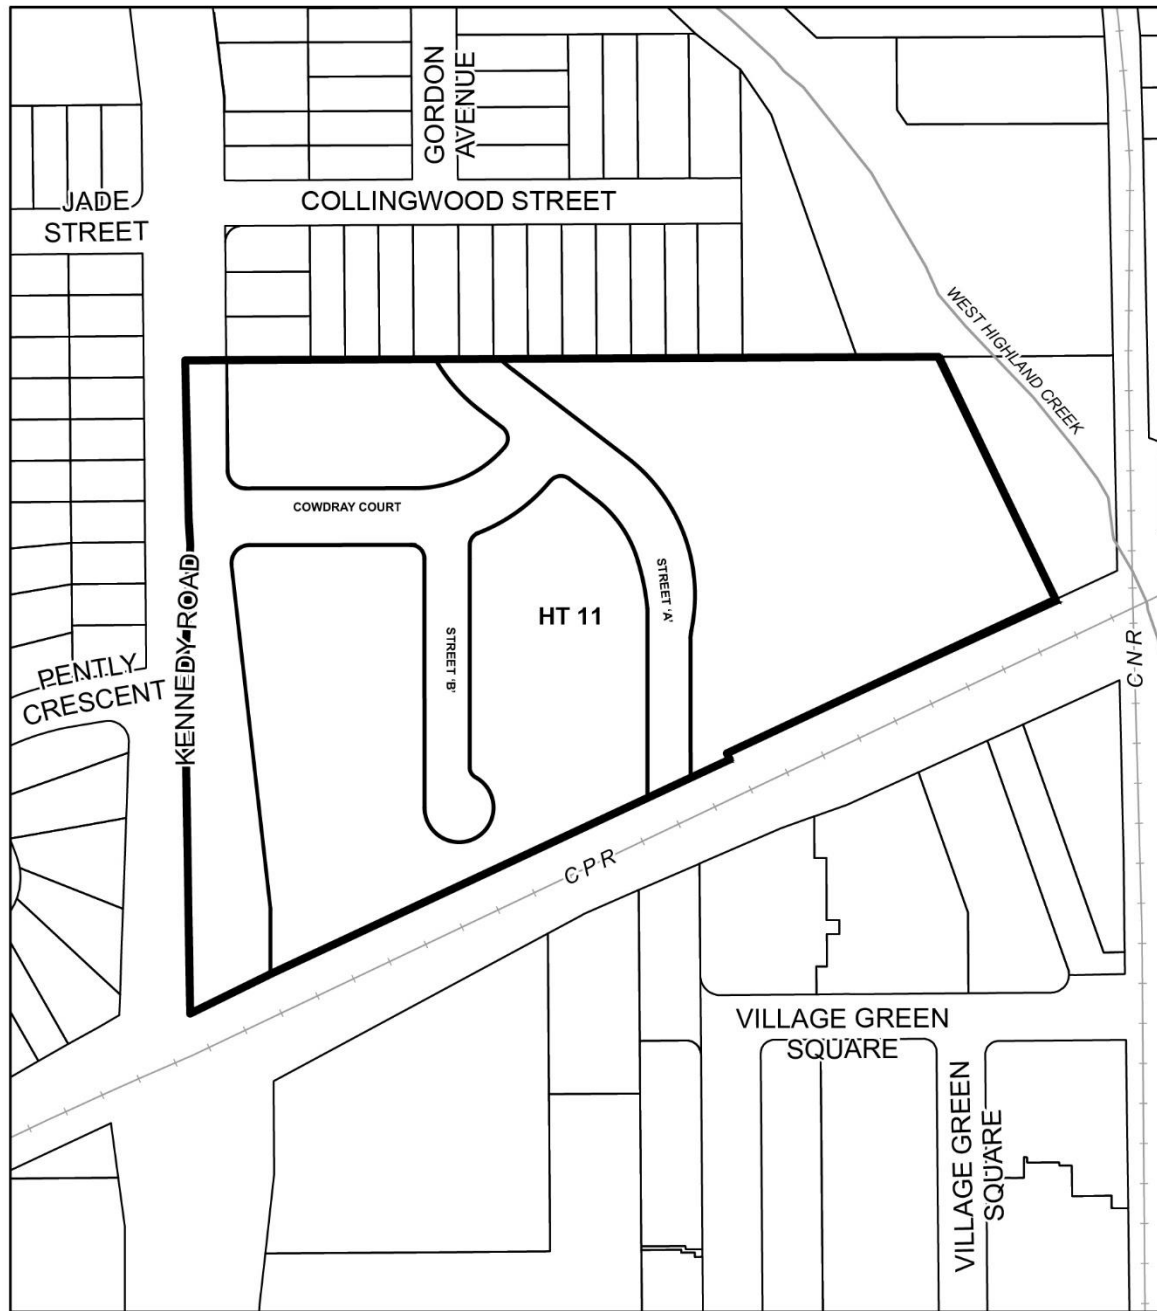 GORDON
AVENUE
JADE
STREET
COLLINGWOOD STREET
WEST HIGHLAND CREEK
COWDRAY COURT
KENNEDY ROAD
STREET 'A'
HT 11
STREET 'B'
PENTLY
CRESCENT
C N R
C P R
VILLAGE GREEN
SQUARE
VILLAGE GREEN
SQUARE